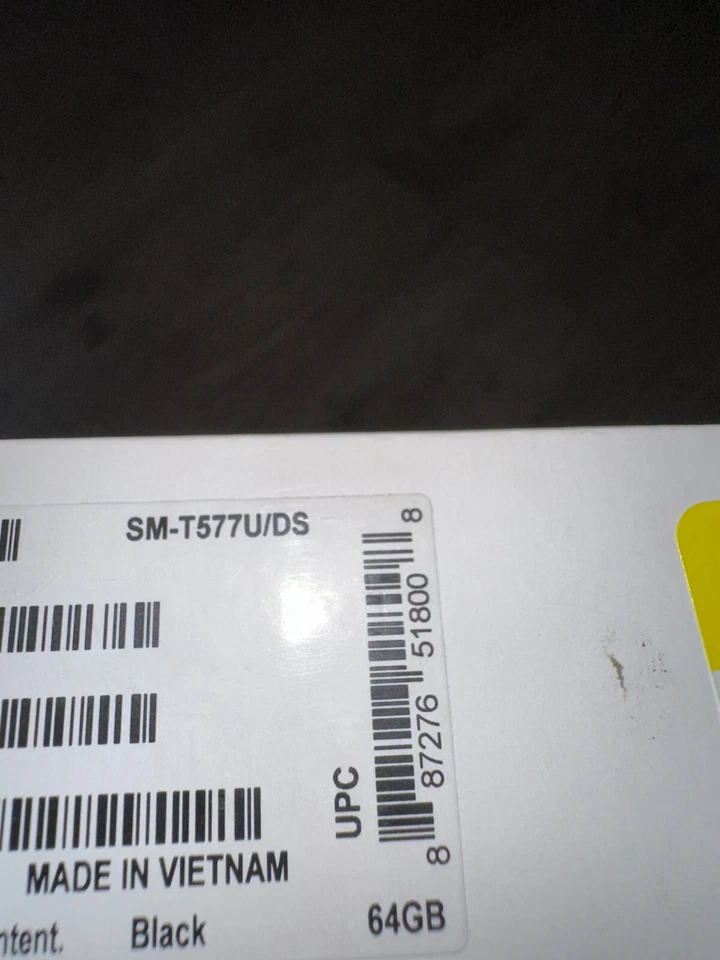 SM-T577U/DS
UPC
8 87276 51800 8
MADE IN VIETNAM
ntent. Black 64GB